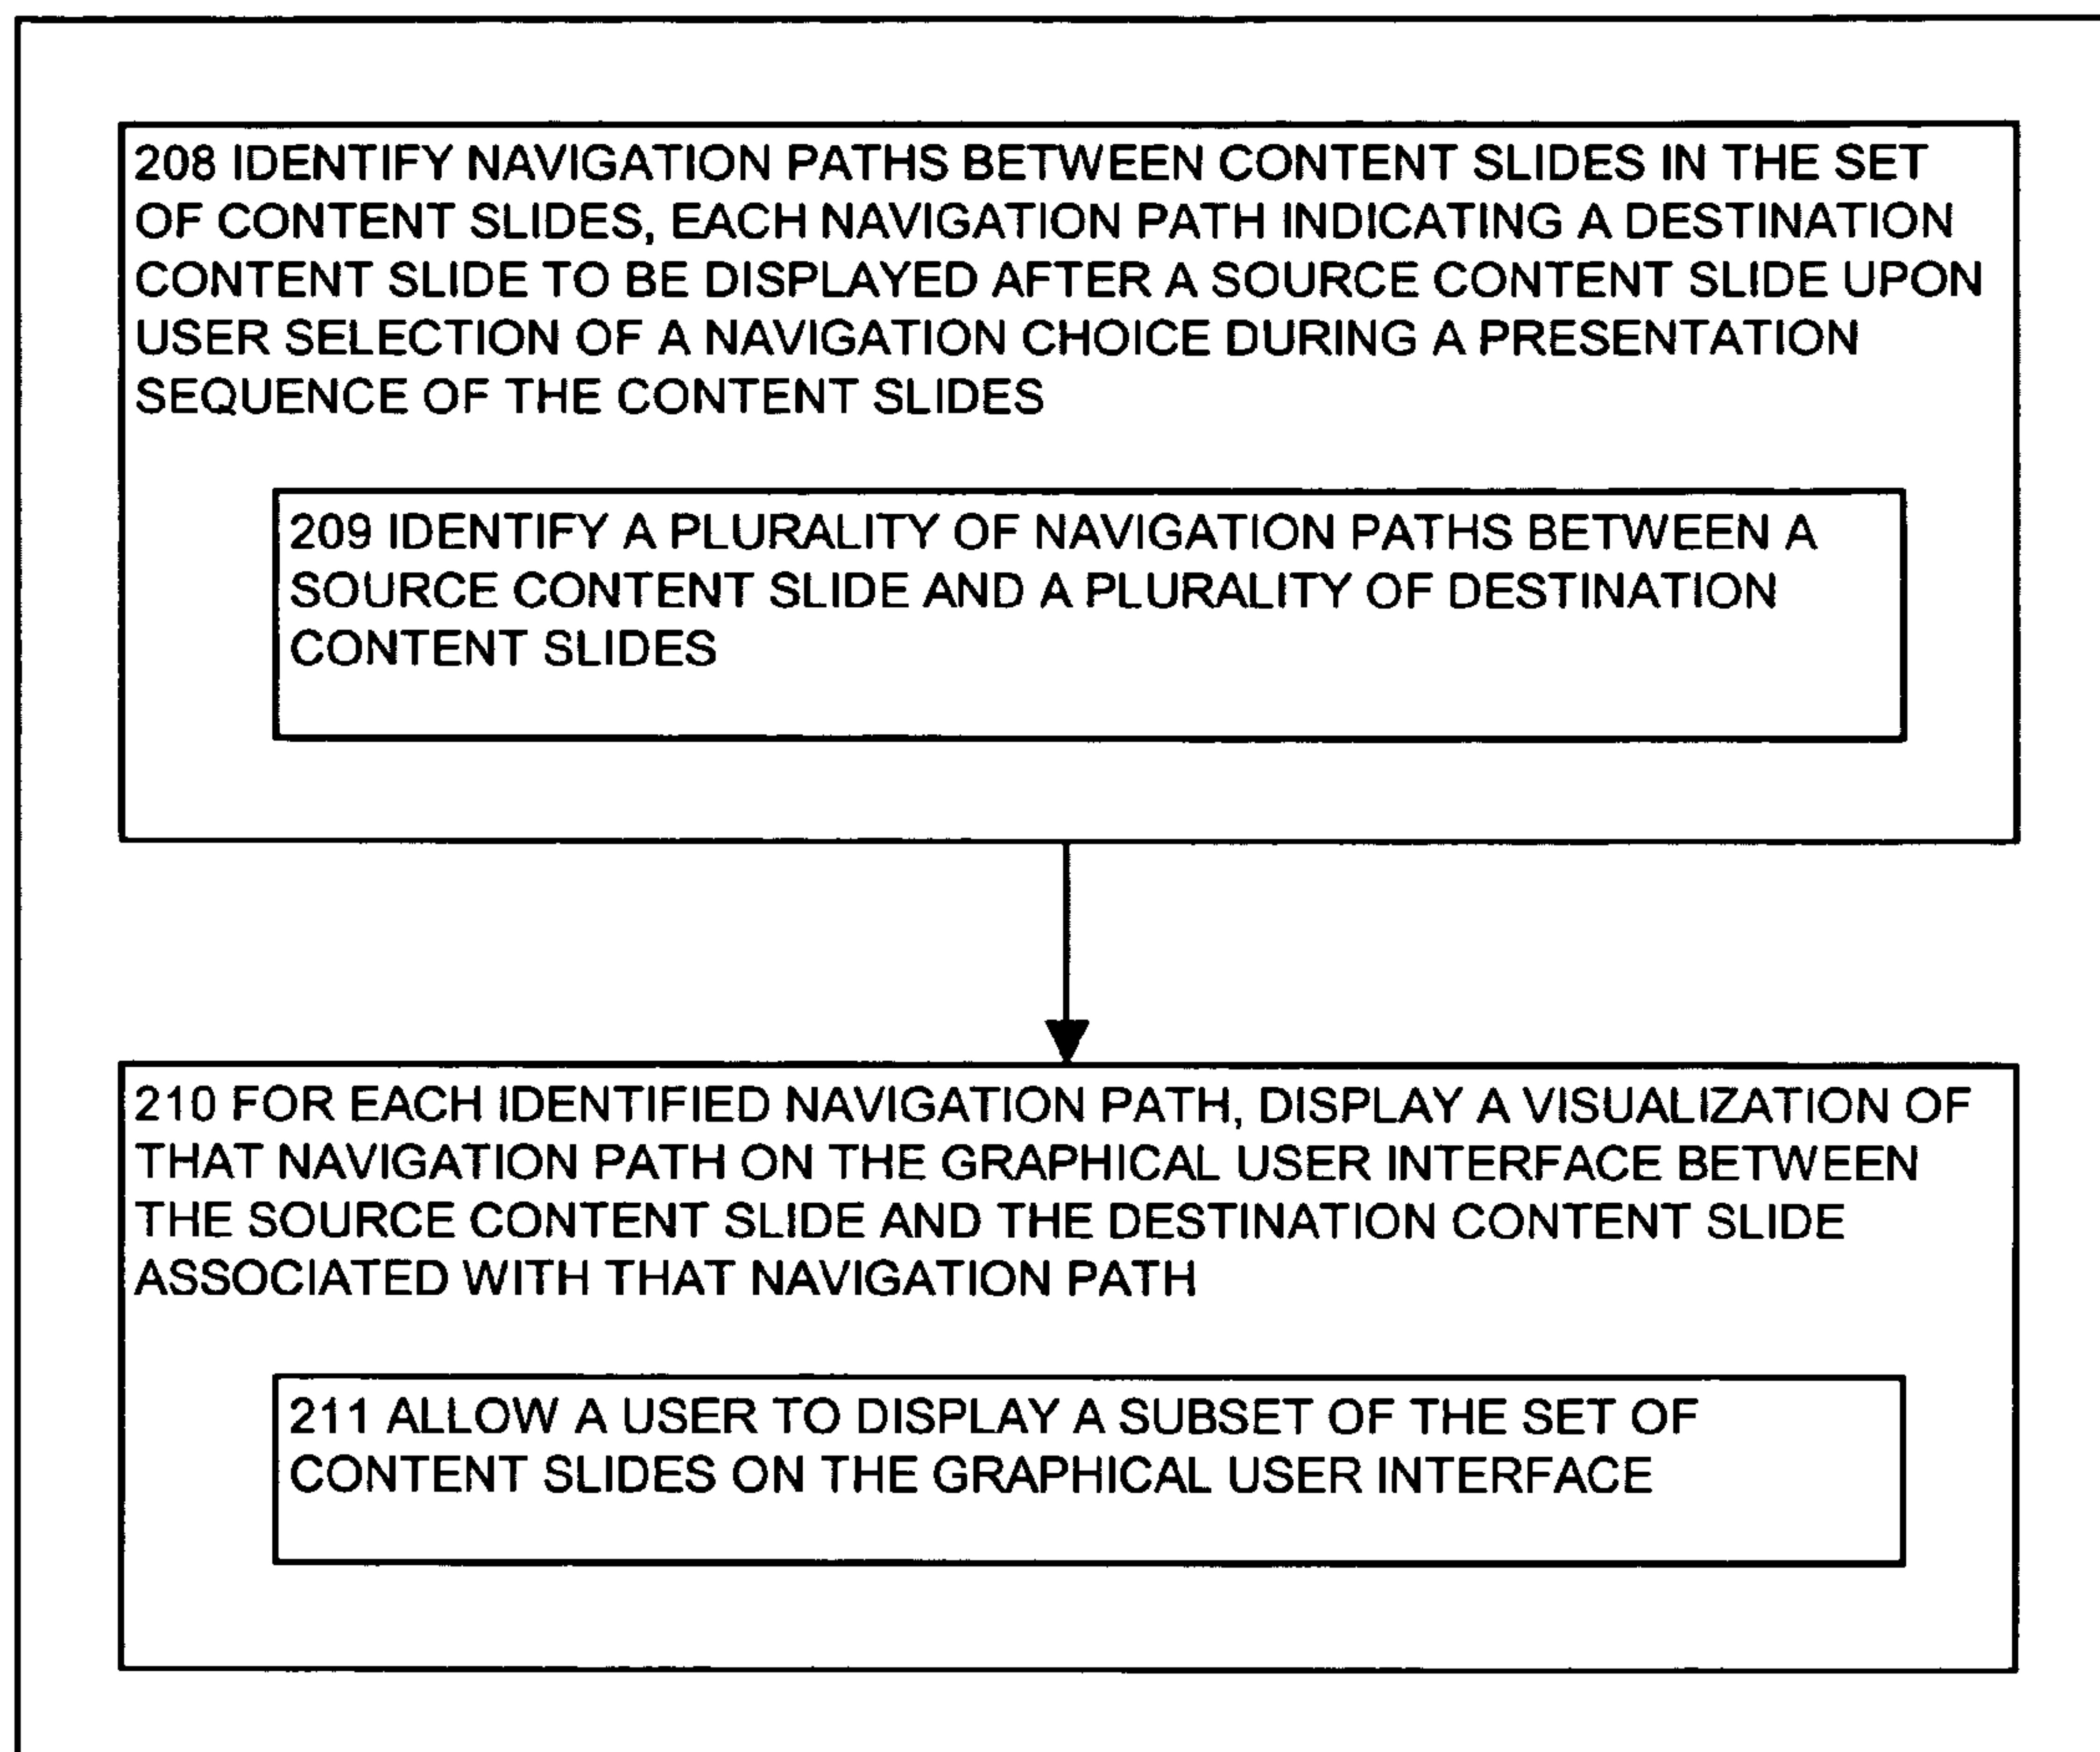 208 IDENTIFY NAVIGATION PATHS BETWEEN CONTENT SLIDES IN THE SET
OF CONTENT SLIDES, EACH NAVIGATION PATH INDICATING A DESTINATION
CONTENT SLIDE TO BE DISPLAYED AFTER A SOURCE CONTENT SLIDE UPON
USER SELECTION OF A NAVIGATION CHOICE DURING A PRESENTATION
SEQUENCE OF THE CONTENT SLIDES
209 IDENTIFY A PLURALITY OF NAVIGATION PATHS BETWEEN A
SOURCE CONTENT SLIDE AND A PLURALITY OF DESTINATION
CONTENT SLIDES
210 FOR EACH IDENTIFIED NAVIGATION PATH, DISPLAY A VISUALIZATION OF
THAT NAVIGATION PATH ON THE GRAPHICAL USER INTERFACE BETWEEN
THE SOURCE CONTENT SLIDE AND THE DESTINATION CONTENT SLIDE
ASSOCIATED WITH THAT NAVIGATION PATH
211 ALLOW A USER TO DISPLAY A SUBSET OF THE SET OF
CONTENT SLIDES ON THE GRAPHICAL USER INTERFACE